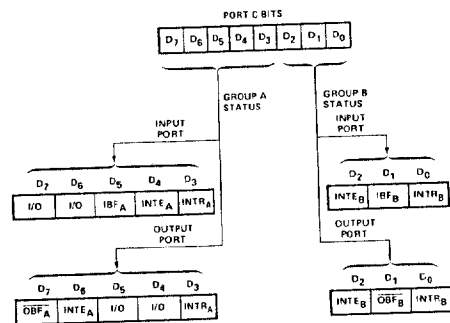 PORT C BITS
D7 D6 D5 D4 D3 D2 D1 D0
GROUP A
STATUS
GROUP B
STATUS
INPUT
PORT
INPUT
PORT
D7 D6 D5 D4 D3
I/O I/O IBFA INTEA INTRA
D2 D1 D0
INTEB IBFB INTRB
OUTPUT
PORT
OUTPUT
PORT
D7 D6 D5 D4 D3
O̅B̅F̅A INTEA I/O I/O INTRA
D2 D1 D0
INTEB O̅B̅F̅B INTRB